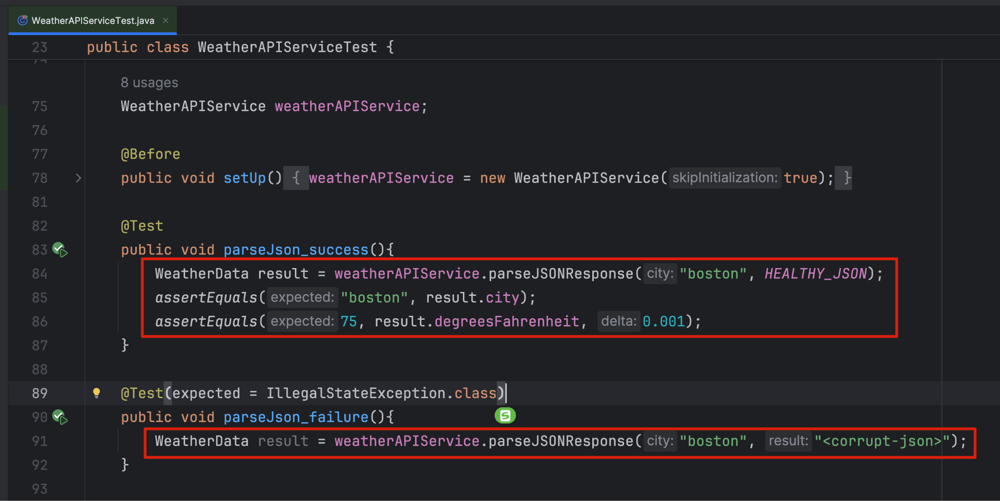 WeatherAPIServiceTest.java ×
23 public class WeatherAPIServiceTest {
8 usages
75 WeatherAPIService weatherAPIService;
76
77 @Before
78 public void setUp() { weatherAPIService = new WeatherAPIService( skipInitialization: true); }
81
82 @Test
83 public void parseJson_success(){
84 WeatherData result = weatherAPIService.parseJSONResponse( city: "boston", HEALTHY_JSON);
85 assertEquals( expected: "boston", result.city);
86 assertEquals( expected: 75, result.degreesFahrenheit, delta: 0.001);
87 }
88
89 @Test(expected = IllegalStateException.class)
90 public void parseJson_failure(){
91 WeatherData result = weatherAPIService.parseJSONResponse( city: "boston", result: "<corrupt-json>");
92 }
93